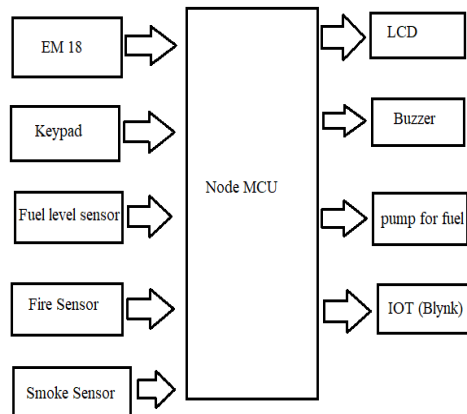 EM 18
Keypad
Fuel level sensor
Fire Sensor
Smoke Sensor
Node MCU
LCD
Buzzer
pump for fuel
IOT (Blynk)